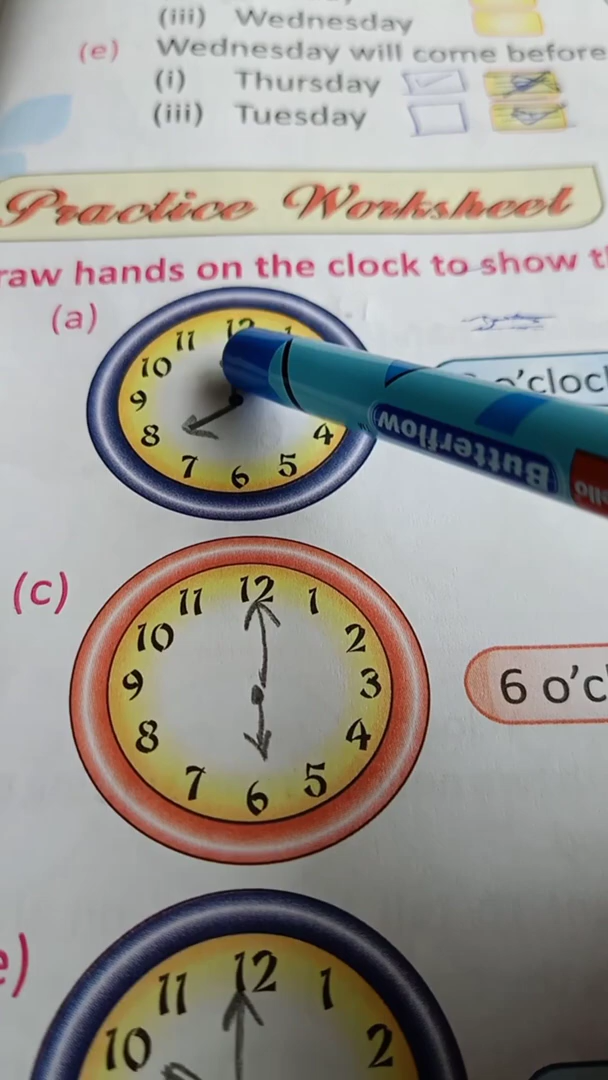 (iii) Wednesday
(e) Wednesday will come before
(i) Thursday
(iii) Tuesday
Practice Worksheet
raw hands on the clock to show
(a)
11 12 1
10
9
8 4
7 6 5
o'cloc
Butterflow
(c)
11 12 1
10 2
9 3
8 4
7 6 5
6 o'c
e)
11 12 1
10 2